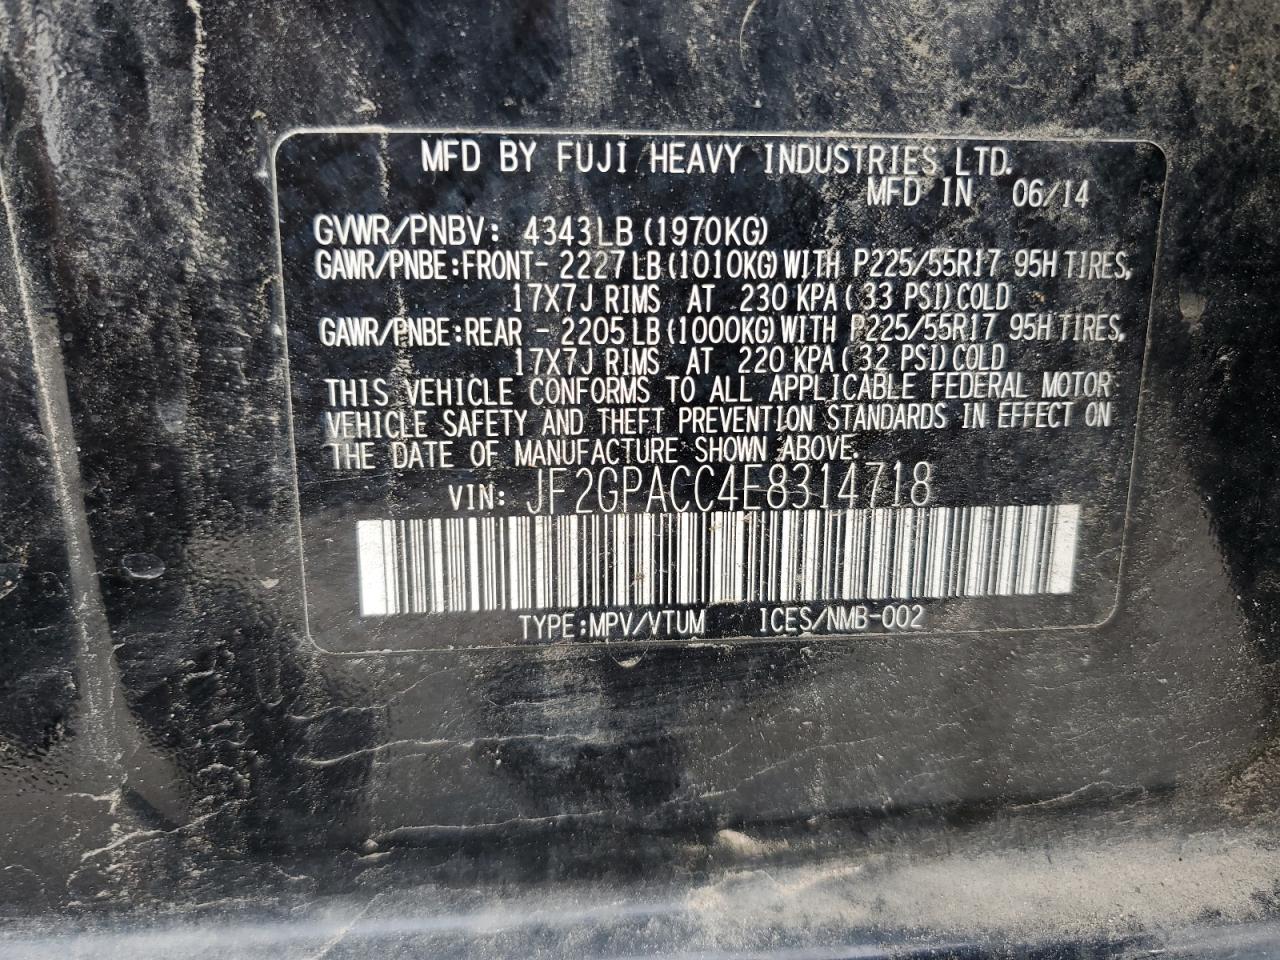 MFD BY FUJI HEAVY INDUSTRIES LTD.
MFD IN 06/14
GVWR/PNBV: 4343LB (1970KG)
GAWR/PNBE:FRONT- 2227LB(1010KG)WITH P225/55R17 95H TIRES,
17X7J RIMS AT 230 KPA(33 PSI)COLD
GAWR/PNBE:REAR - 2205LB(1000KG)WITH P225/55R17 95H TIRES,
17X7J RIMS AT 220 KPA(32 PSI)COLD
THIS VEHICLE CONFORMS TO ALL APPLICABLE FEDERAL MOTOR
VEHICLE SAFETY AND THEFT PREVENTION STANDARDS IN EFFECT ON
THE DATE OF MANUFACTURE SHOWN ABOVE.
VIN: JF2GPACC4E8314718
TYPE:MPV/VTUM ICES/NMB-002